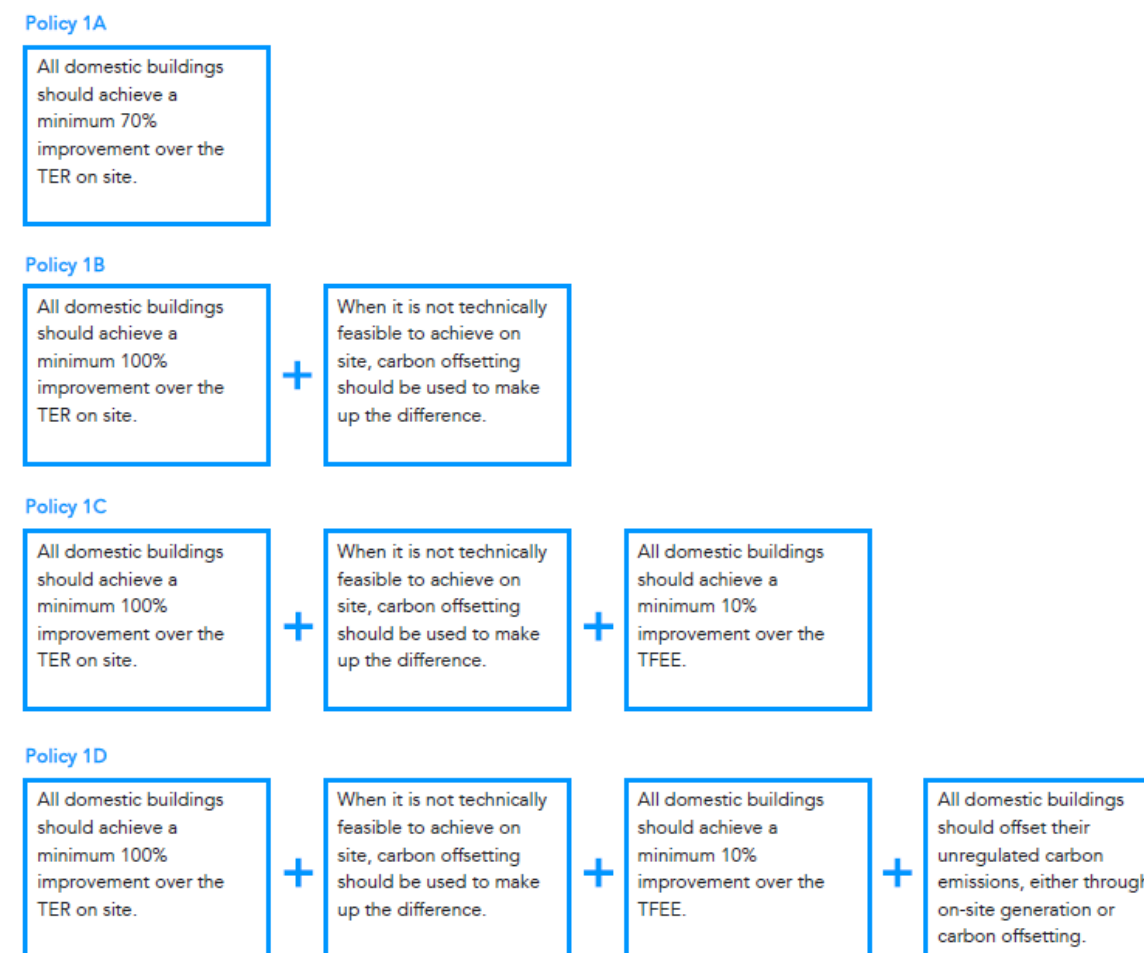 Policy 1A
All domestic buildings
should achieve a
minimum 70%
improvement over the
TER on site.
Policy 1B
All domestic buildings
should achieve a
minimum 100%
improvement over the
TER on site.
+
When it is not technically
feasible to achieve on
site, carbon offsetting
should be used to make
up the difference.
Policy 1C
All domestic buildings
should achieve a
minimum 100%
improvement over the
TER on site.
+
When it is not technically
feasible to achieve on
site, carbon offsetting
should be used to make
up the difference.
+
All domestic buildings
should achieve a
minimum 10%
improvement over the
TFEE.
Policy 1D
All domestic buildings
should achieve a
minimum 100%
improvement over the
TER on site.
+
When it is not technically
feasible to achieve on
site, carbon offsetting
should be used to make
up the difference.
+
All domestic buildings
should achieve a
minimum 10%
improvement over the
TFEE.
+
All domestic buildings
should offset their
unregulated carbon
emissions, either through
on-site generation or
carbon offsetting.